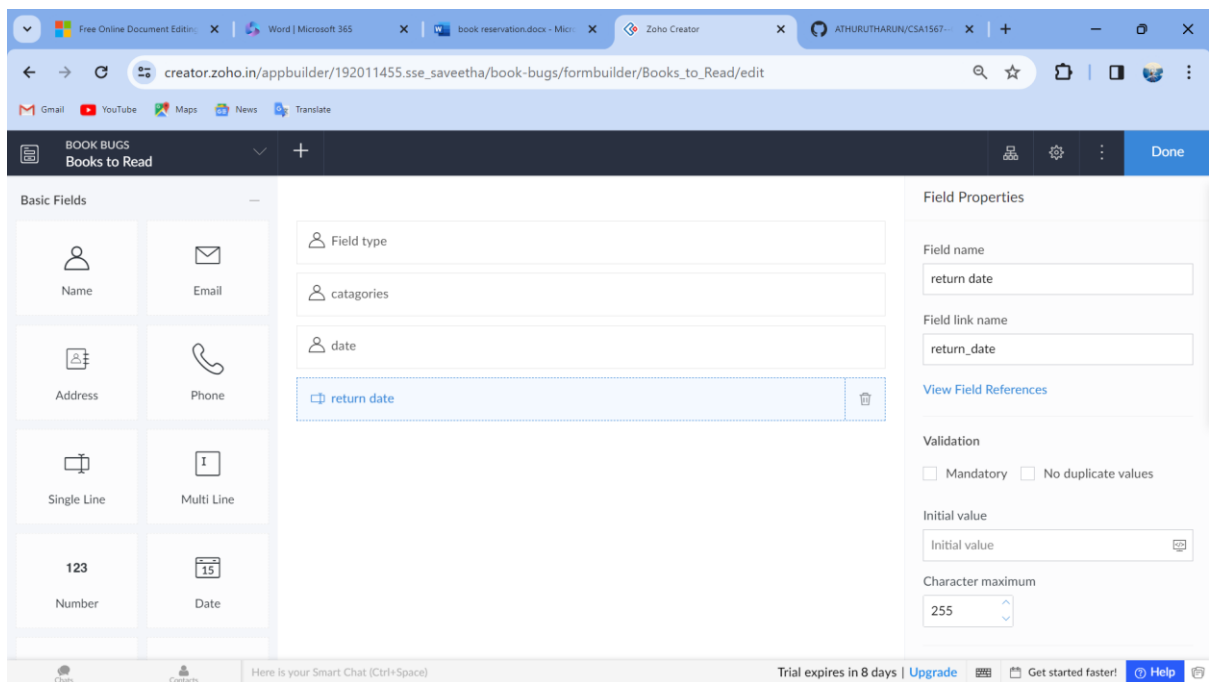 Free Online Document Editing
Word | Microsoft 365
book reservation.docx - Micr
Zoho Creator
ATHURUTHARUN/CSA1567--
creator.zoho.in/appbuilder/192011455.sse_saveetha/book-bugs/formbuilder/Books_to_Read/edit
Gmail YouTube Maps News Translate
BOOK BUGS
Books to Read
Done
Basic Fields
Name Email
Address Phone
Single Line Multi Line
123 15
Number Date
Field type
catagories
date
return date
Field Properties
Field name
return date
Field link name
return_date
View Field References
Validation
Mandatory No duplicate values
Initial value
Initial value
Character maximum
255
Chats Contacts Here is your Smart Chat (Ctrl+Space) Trial expires in 8 days | Upgrade Get started faster! Help